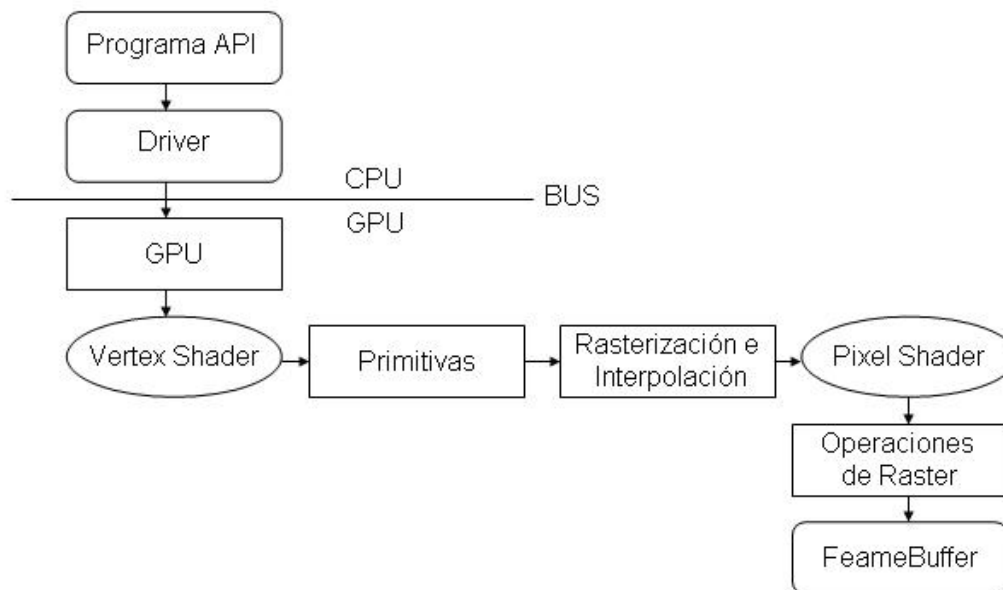 Programa API
Driver
CPU
BUS
GPU
GPU
Vertex Shader
Primitivas
Rasterización e
Interpolación
Pixel Shader
Operaciones
de Raster
FeameBuffer